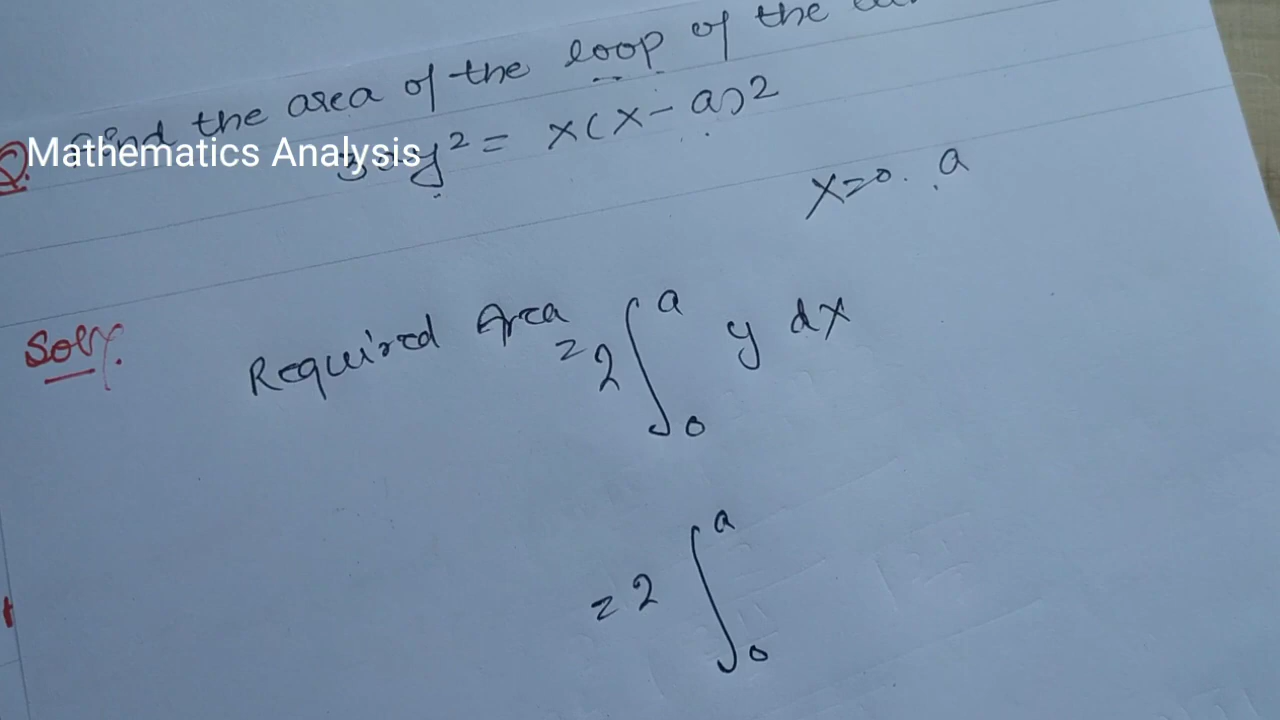 Find the area of the loop of the
Q. Mathematics Analysis
3ay² = x(x-a)²
x=0. a
Soln. Required Area = 2∫₀ᵃ y dx
= 2 ∫₀ᵃ